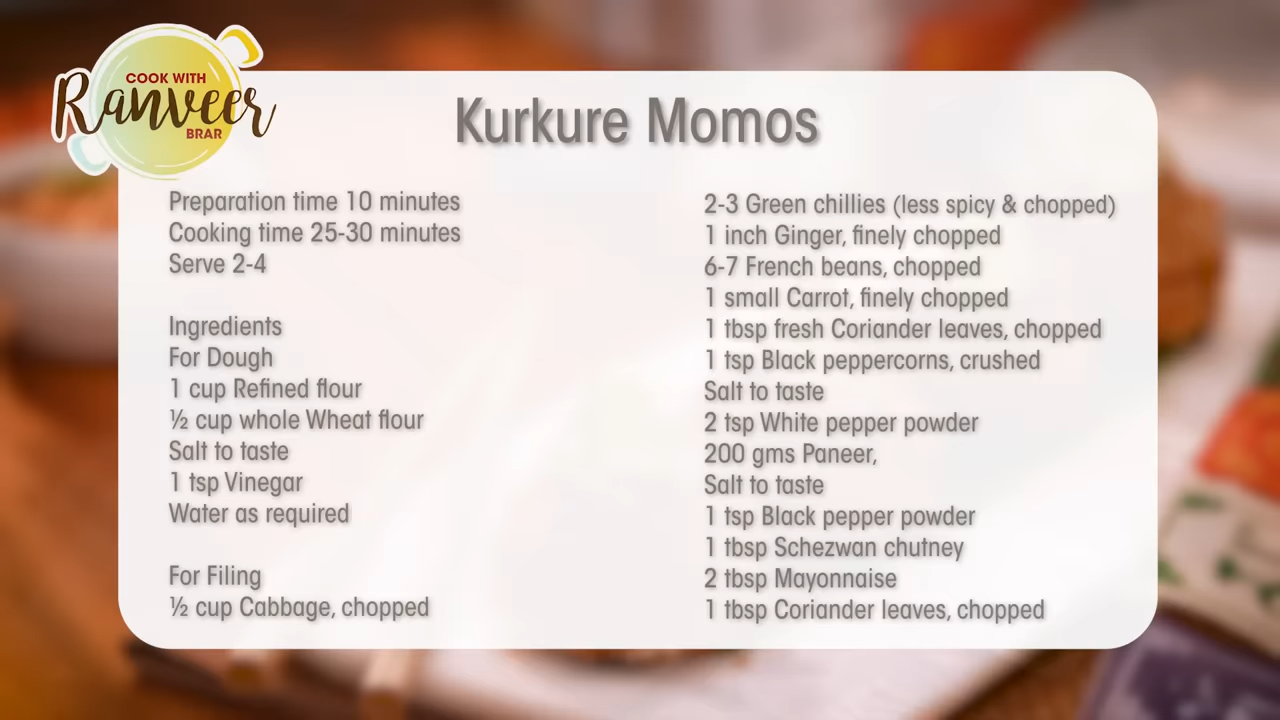 COOK WITH
Ranveer
BRAR
Kurkure Momos
Preparation time 10 minutes
Cooking time 25-30 minutes
Serve 2-4
Ingredients
For Dough
1 cup Refined flour
½ cup whole Wheat flour
Salt to taste
1 tsp Vinegar
Water as required
For Filing
½ cup Cabbage, chopped
2-3 Green chillies (less spicy & chopped)
1 inch Ginger, finely chopped
6-7 French beans, chopped
1 small Carrot, finely chopped
1 tbsp fresh Coriander leaves, chopped
1 tsp Black peppercorns, crushed
Salt to taste
2 tsp White pepper powder
200 gms Paneer,
Salt to taste
1 tsp Black pepper powder
1 tbsp Schezwan chutney
2 tbsp Mayonnaise
1 tbsp Coriander leaves, chopped